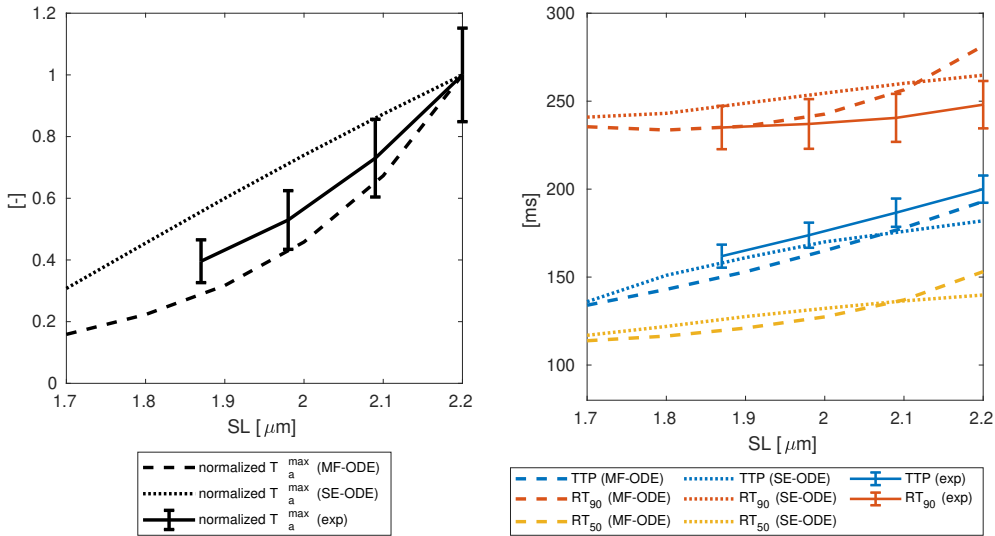 1.2
1
0.8
0.6
0.4
0.2
0
[-]
1.7 1.8 1.9 2 2.1 2.2
SL [ μm]
normalized T a max (MF-ODE)
normalized T a max (SE-ODE)
normalized T a max (exp)
300
250
200
150
100
[ms]
1.7 1.8 1.9 2 2.1 2.2
SL [ μm]
TTP (MF-ODE) TTP (SE-ODE) TTP (exp)
RT90 (MF-ODE) RT90 (SE-ODE) RT90 (exp)
RT50 (MF-ODE) RT50 (SE-ODE)